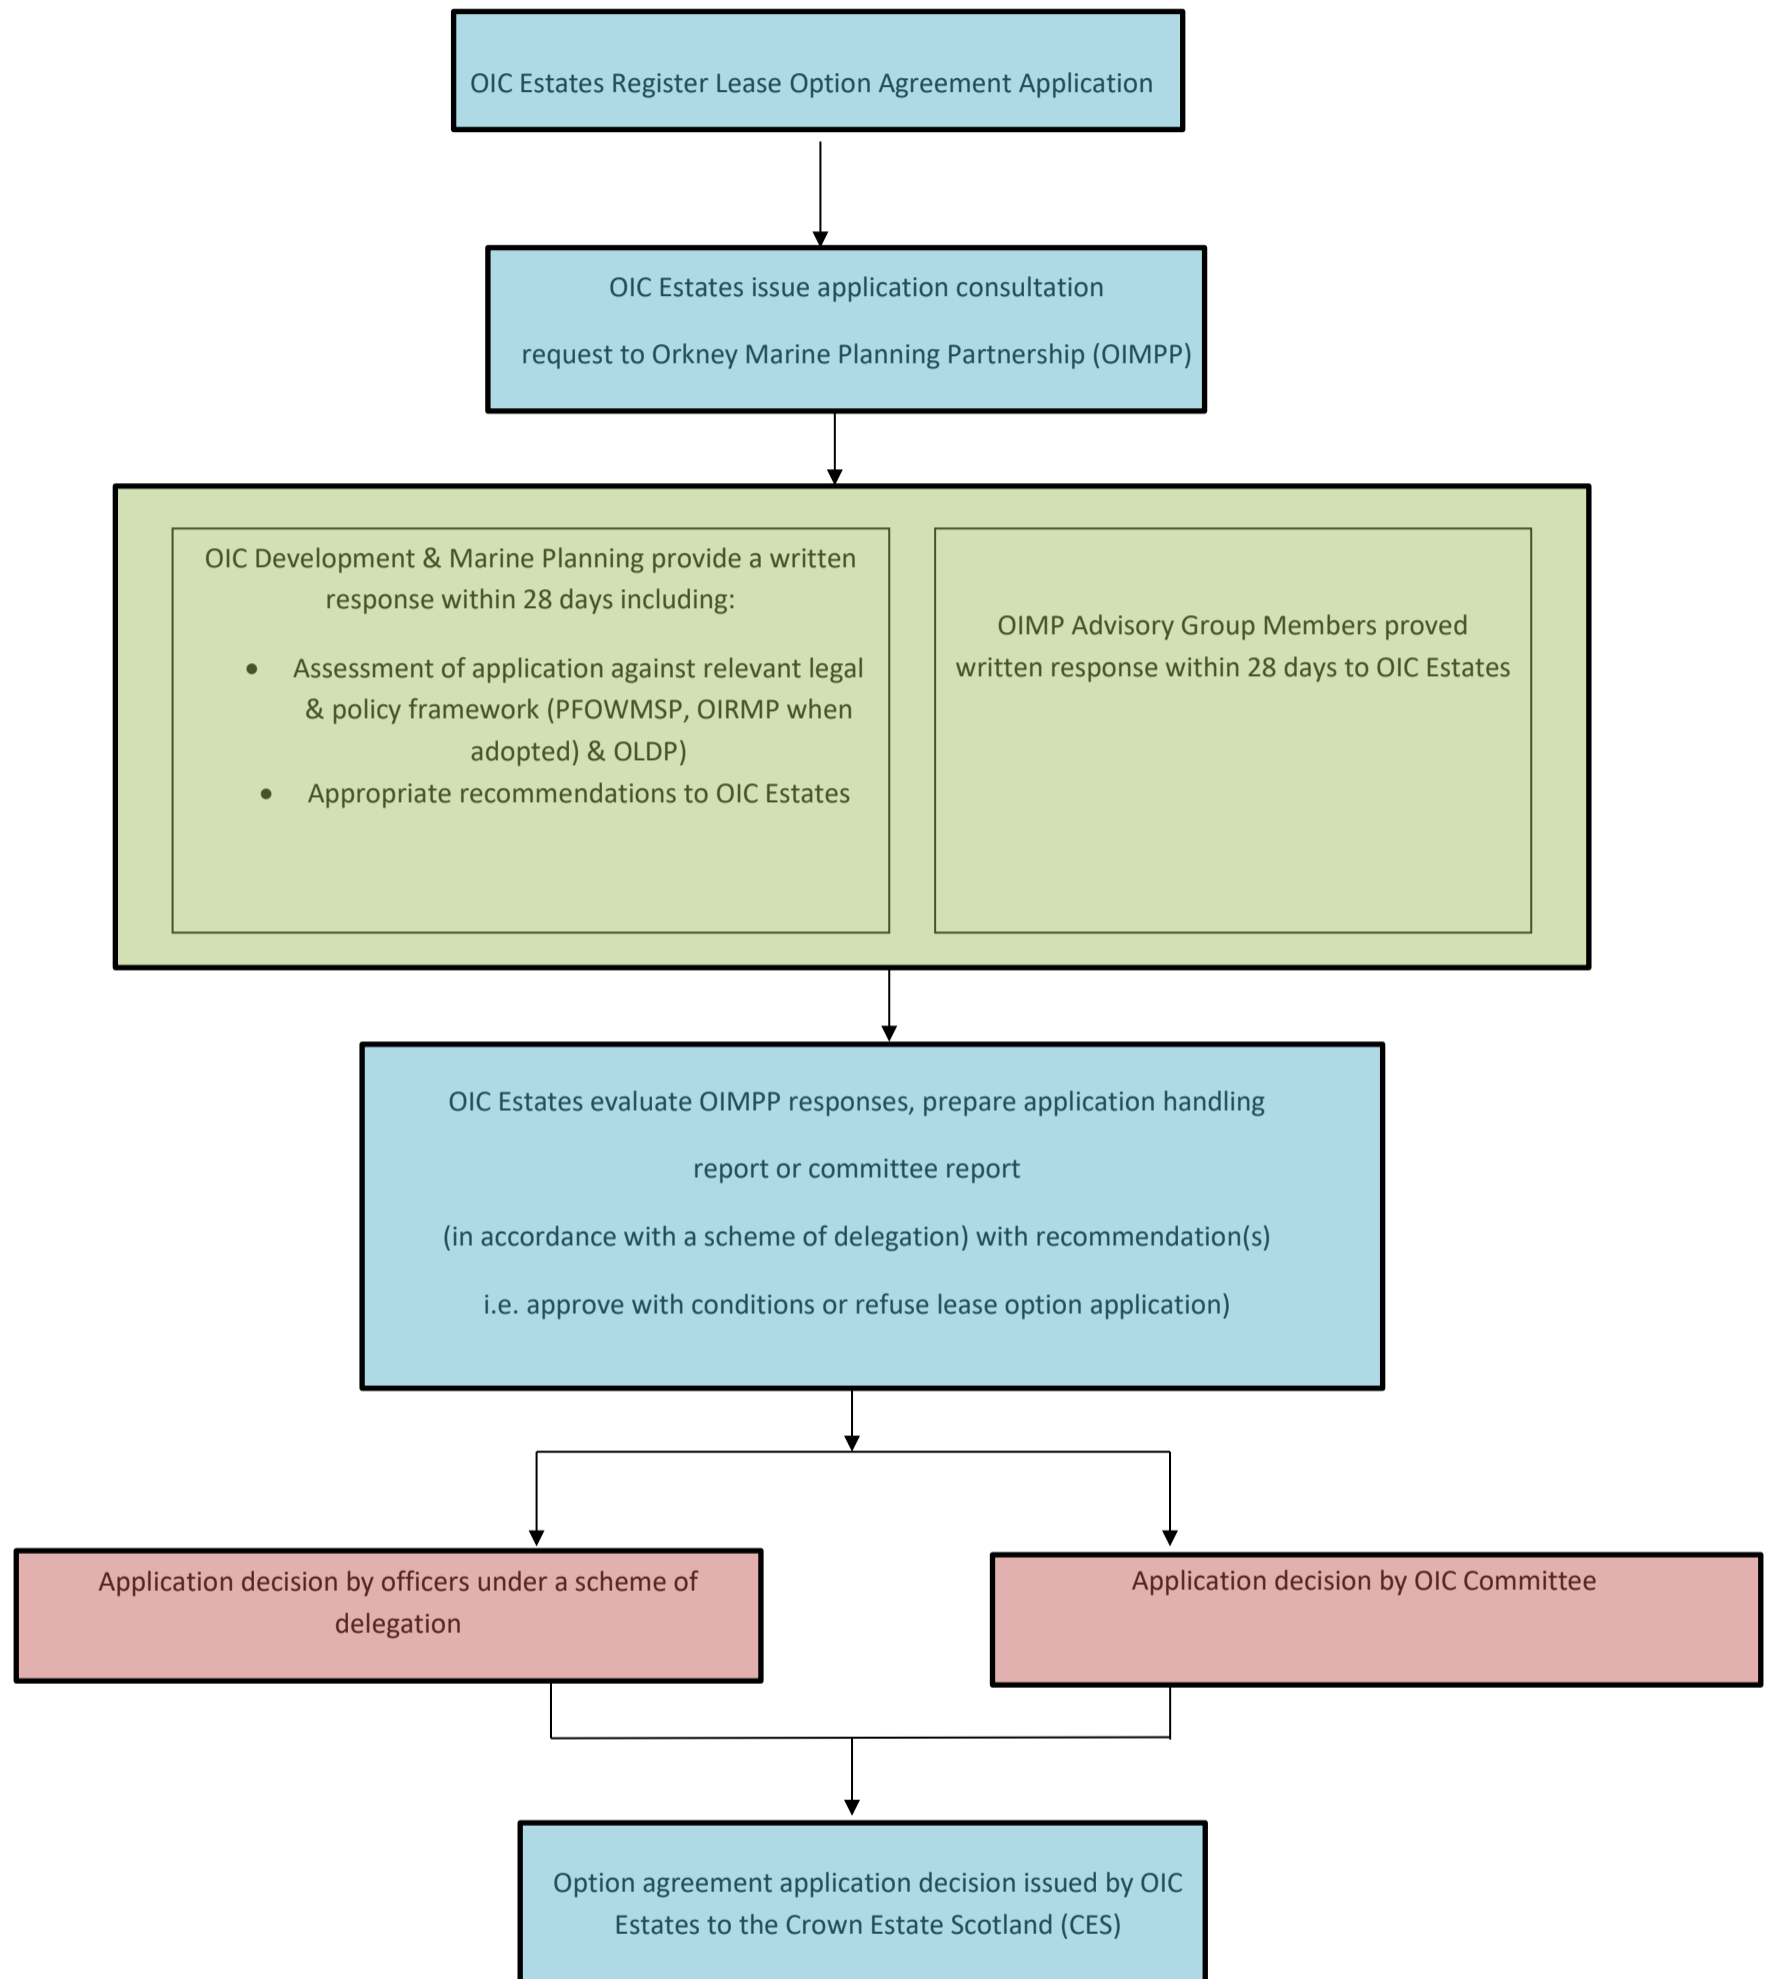 OIC Estates Register Lease Option Agreement Application
OIC Estates issue application consultation
request to Orkney Marine Planning Partnership (OIMPP)
OIC Development & Marine Planning provide a written
response within 28 days including:
• Assessment of application against relevant legal
& policy framework (PFOWMSP, OIRMP when
adopted) & OLDP)
• Appropriate recommendations to OIC Estates
OIMP Advisory Group Members proved
written response within 28 days to OIC Estates
OIC Estates evaluate OIMPP responses, prepare application handling
report or committee report
(in accordance with a scheme of delegation) with recommendation(s)
i.e. approve with conditions or refuse lease option application)
Application decision by officers under a scheme of
delegation
Application decision by OIC Committee
Option agreement application decision issued by OIC
Estates to the Crown Estate Scotland (CES)